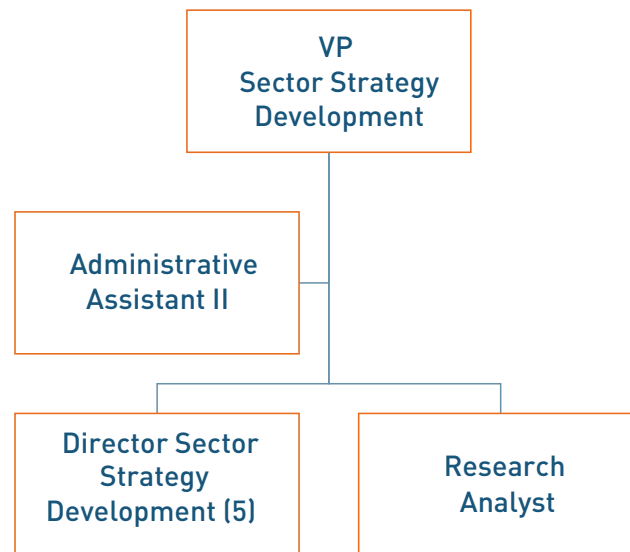 VP
Sector Strategy
Development
Administrative
Assistant II
Director Sector
Strategy
Development (5)
Research
Analyst